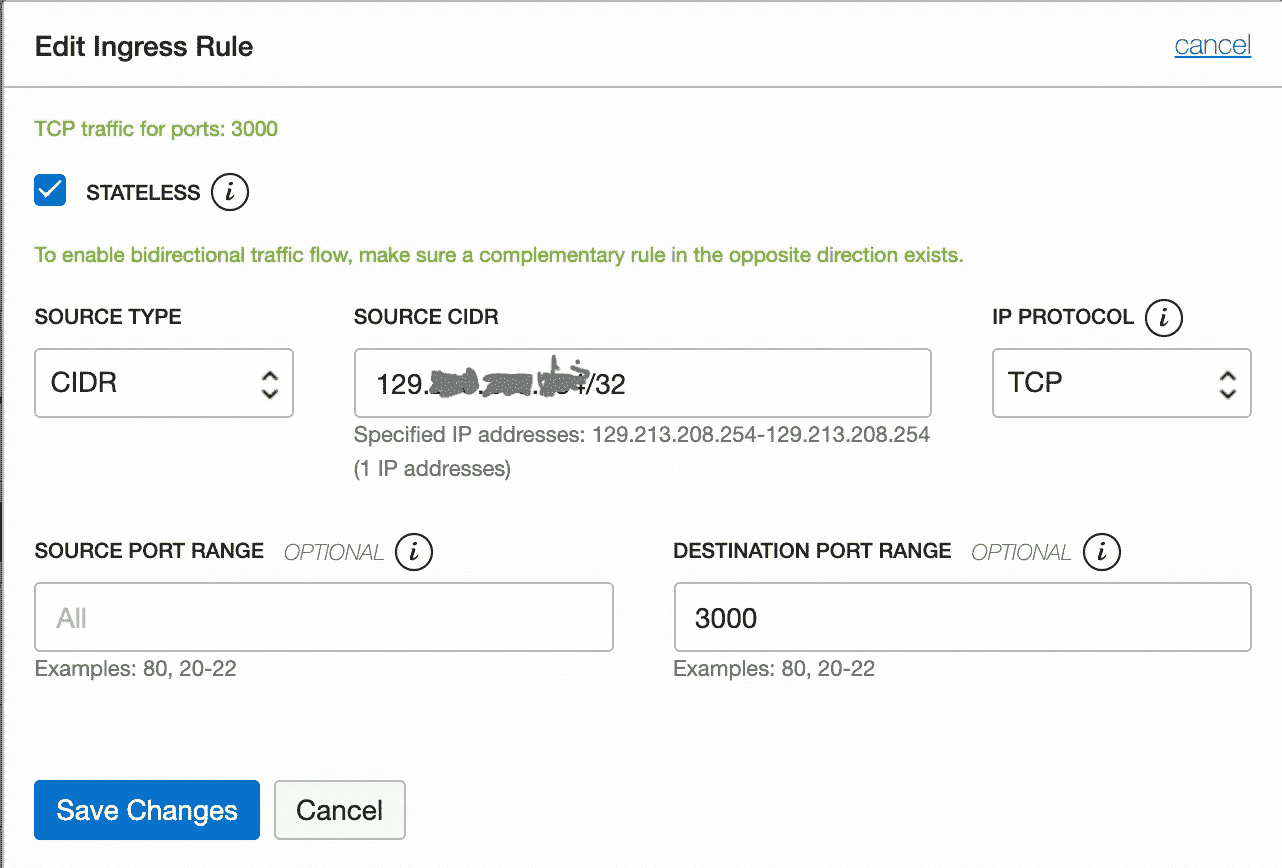 Edit Ingress Rule cancel
TCP traffic for ports: 3000
STATELESS i
To enable bidirectional traffic flow, make sure a complementary rule in the opposite direction exists.
SOURCE TYPE SOURCE CIDR IP PROTOCOL i
CIDR 129. /32 TCP
Specified IP addresses: 129.213.208.254-129.213.208.254
(1 IP addresses)
SOURCE PORT RANGE OPTIONAL i DESTINATION PORT RANGE OPTIONAL i
All 3000
Examples: 80, 20-22 Examples: 80, 20-22
Save Changes Cancel